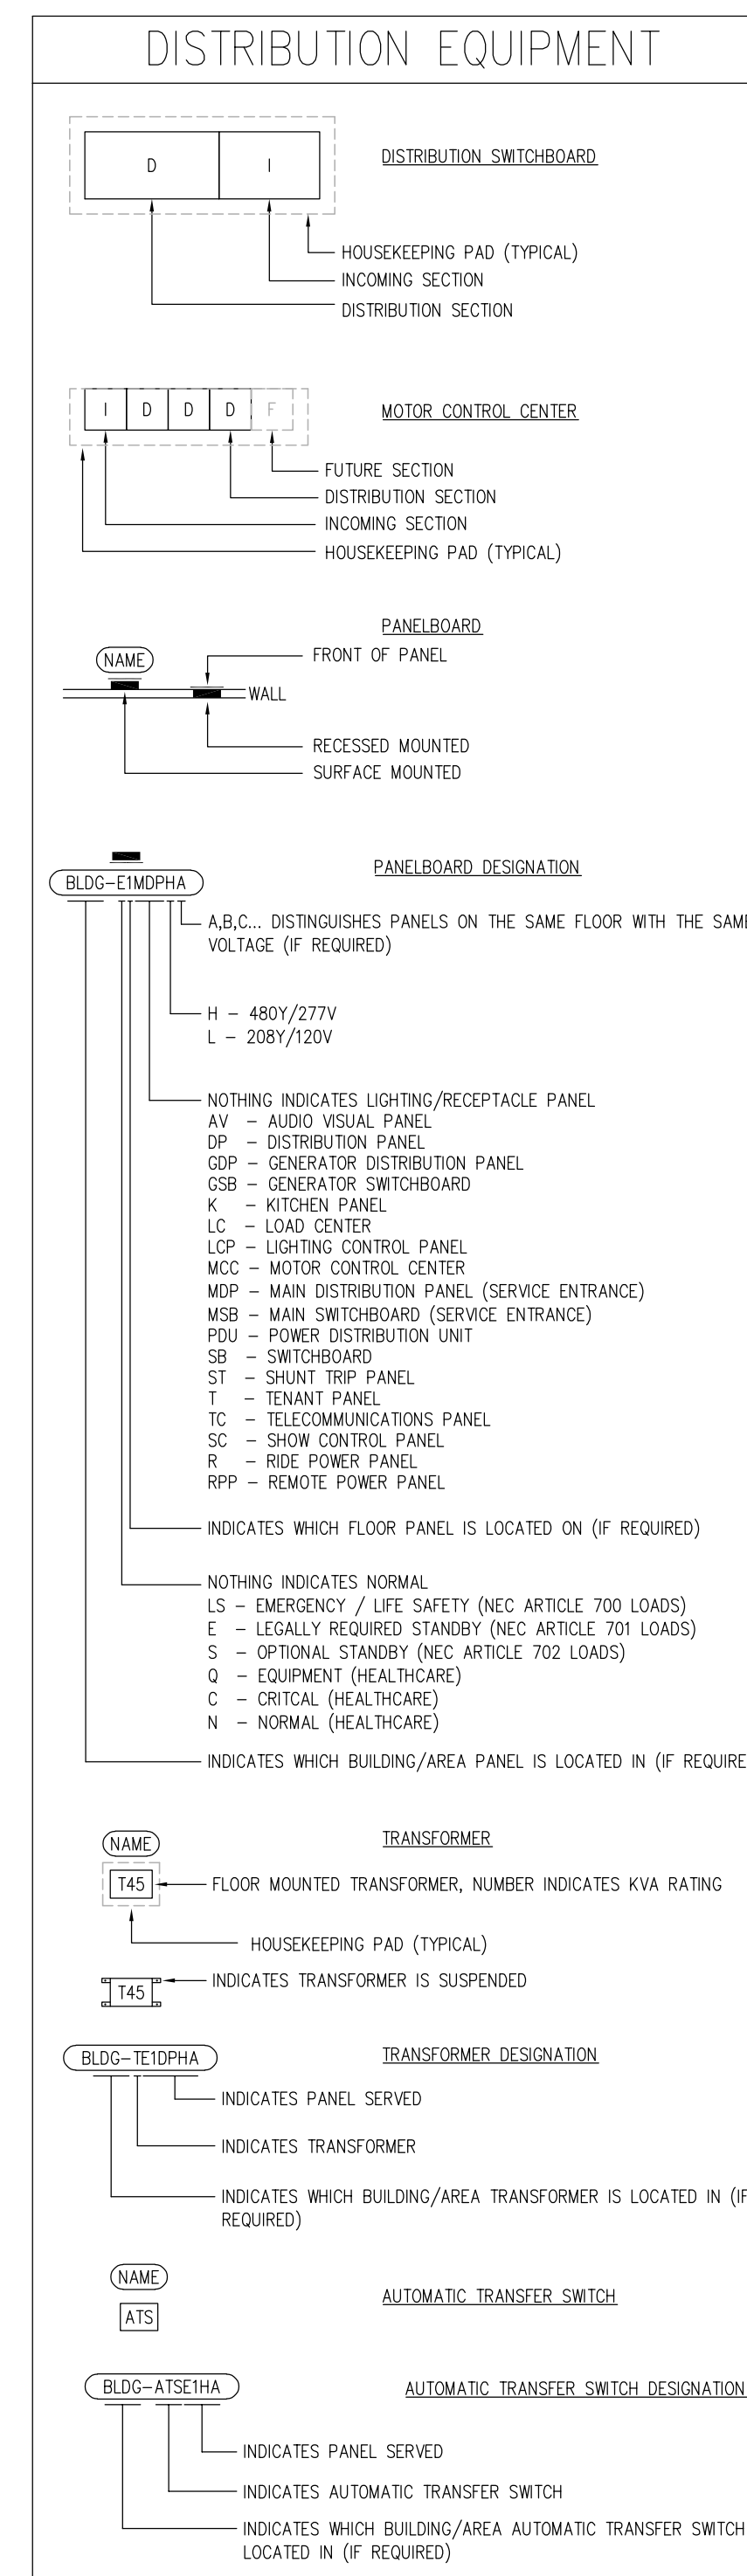 DISTRIBUTION EQUIPMENT
D I
DISTRIBUTION SWITCHBOARD
HOUSEKEEPING PAD (TYPICAL)
INCOMING SECTION
DISTRIBUTION SECTION
I D D D F
MOTOR CONTROL CENTER
FUTURE SECTION
DISTRIBUTION SECTION
INCOMING SECTION
HOUSEKEEPING PAD (TYPICAL)
PANELBOARD
NAME
FRONT OF PANEL
WALL
RECESSED MOUNTED
SURFACE MOUNTED
PANELBOARD DESIGNATION
BLDG-E1MDPHA
A,B,C... DISTINGUISHES PANELS ON THE SAME FLOOR WITH THE SAME
VOLTAGE (IF REQUIRED)
H – 480Y/277V
L – 208Y/120V
NOTHING INDICATES LIGHTING/RECEPTACLE PANEL
AV – AUDIO VISUAL PANEL
DP – DISTRIBUTION PANEL
GDP – GENERATOR DISTRIBUTION PANEL
GSB – GENERATOR SWITCHBOARD
K – KITCHEN PANEL
LC – LOAD CENTER
LCP – LIGHTING CONTROL PANEL
MCC – MOTOR CONTROL CENTER
MDP – MAIN DISTRIBUTION PANEL (SERVICE ENTRANCE)
MSB – MAIN SWITCHBOARD (SERVICE ENTRANCE)
PDU – POWER DISTRIBUTION UNIT
SB – SWITCHBOARD
ST – SHUNT TRIP PANEL
T – TENANT PANEL
TC – TELECOMMUNICATIONS PANEL
SC – SHOW CONTROL PANEL
R – RIDE POWER PANEL
RPP – REMOTE POWER PANEL
INDICATES WHICH FLOOR PANEL IS LOCATED ON (IF REQUIRED)
NOTHING INDICATES NORMAL
LS – EMERGENCY / LIFE SAFETY (NEC ARTICLE 700 LOADS)
E – LEGALLY REQUIRED STANDBY (NEC ARTICLE 701 LOADS)
S – OPTIONAL STANDBY (NEC ARTICLE 702 LOADS)
Q – EQUIPMENT (HEALTHCARE)
C – CRITCAL (HEALTHCARE)
N – NORMAL (HEALTHCARE)
INDICATES WHICH BUILDING/AREA PANEL IS LOCATED IN (IF REQUIRE
TRANSFORMER
NAME
T45
FLOOR MOUNTED TRANSFORMER, NUMBER INDICATES KVA RATING
HOUSEKEEPING PAD (TYPICAL)
T45
INDICATES TRANSFORMER IS SUSPENDED
TRANSFORMER DESIGNATION
BLDG-TE1DPHA
INDICATES PANEL SERVED
INDICATES TRANSFORMER
INDICATES WHICH BUILDING/AREA TRANSFORMER IS LOCATED IN (IF
REQUIRED)
NAME
ATS
AUTOMATIC TRANSFER SWITCH
BLDG-ATSE1HA
AUTOMATIC TRANSFER SWITCH DESIGNATION
INDICATES PANEL SERVED
INDICATES AUTOMATIC TRANSFER SWITCH
INDICATES WHICH BUILDING/AREA AUTOMATIC TRANSFER SWITCH
LOCATED IN (IF REQUIRED)